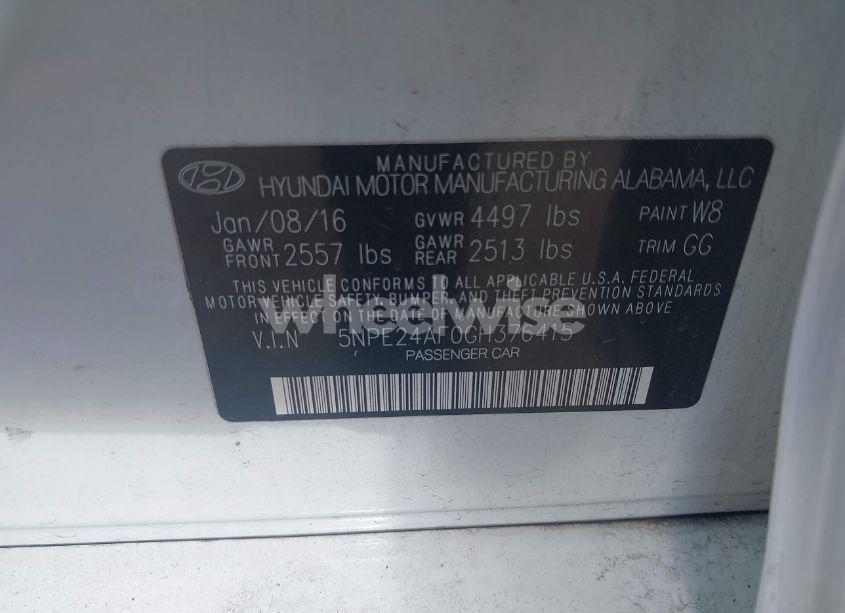 MANUFACTURED BY
HYUNDAI MOTOR MANUFACTURING ALABAMA, LLC
Jan/08/16 GVWR 4497 lbs PAINT W8
GAWR FRONT 2557 lbs GAWR REAR 2513 lbs TRIM GG
THIS VEHICLE CONFORMS TO ALL APPLICABLE U.S.A. FEDERAL
MOTOR VEHICLE SAFETY, BUMPER, AND THEFT PREVENTION STANDARDS
IN EFFECT ON THE DATE OF MANUFACTURE SHOWN ABOVE
wheelwise
V.I.N 5NPE24AF0GH376415
PASSENGER CAR